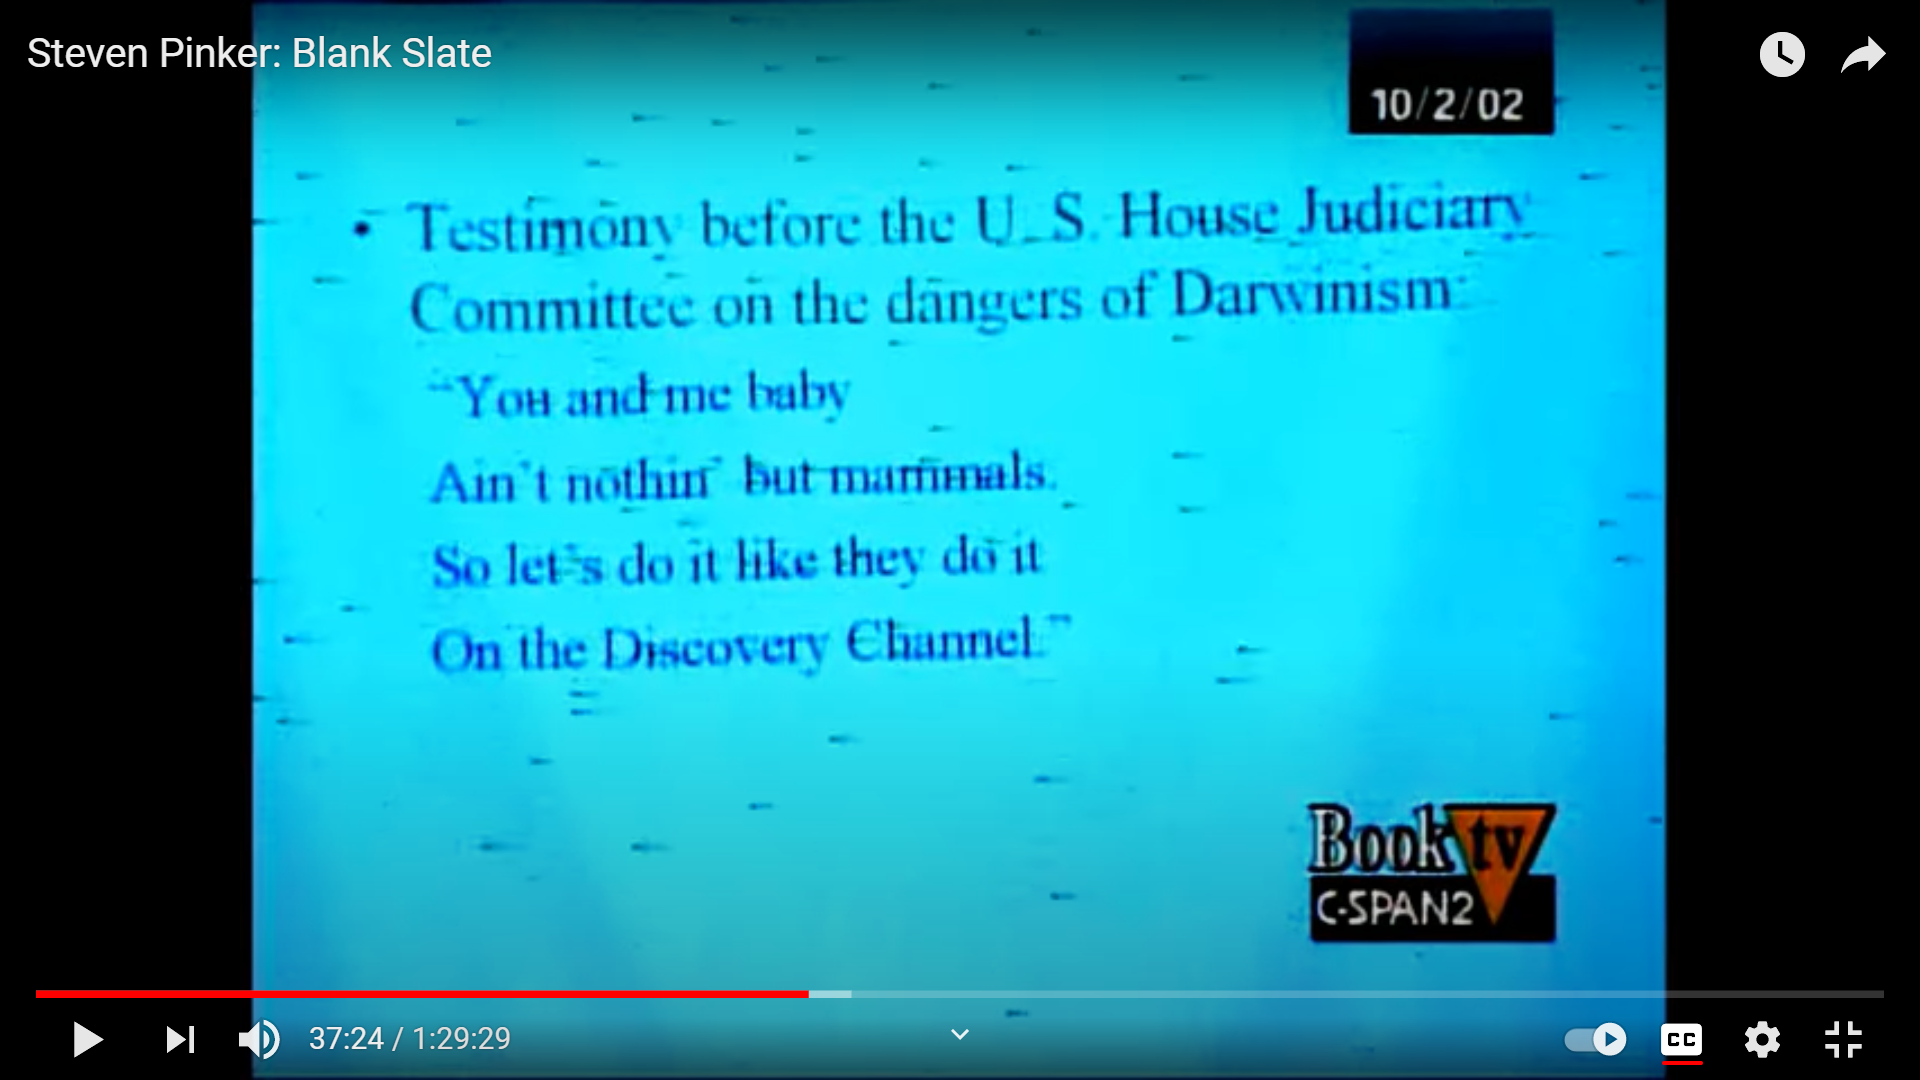 Steven Pinker: Blank Slate
10/2/02
• Testimony before the U.S. House Judiciary
Committee on the dangers of Darwinism:
“You and me baby
Ain't nothin' but mammals.
So let's do it like they do it
On the Discovery Channel.”
Book tv
C-SPAN2
37:24 / 1:29:29
CC